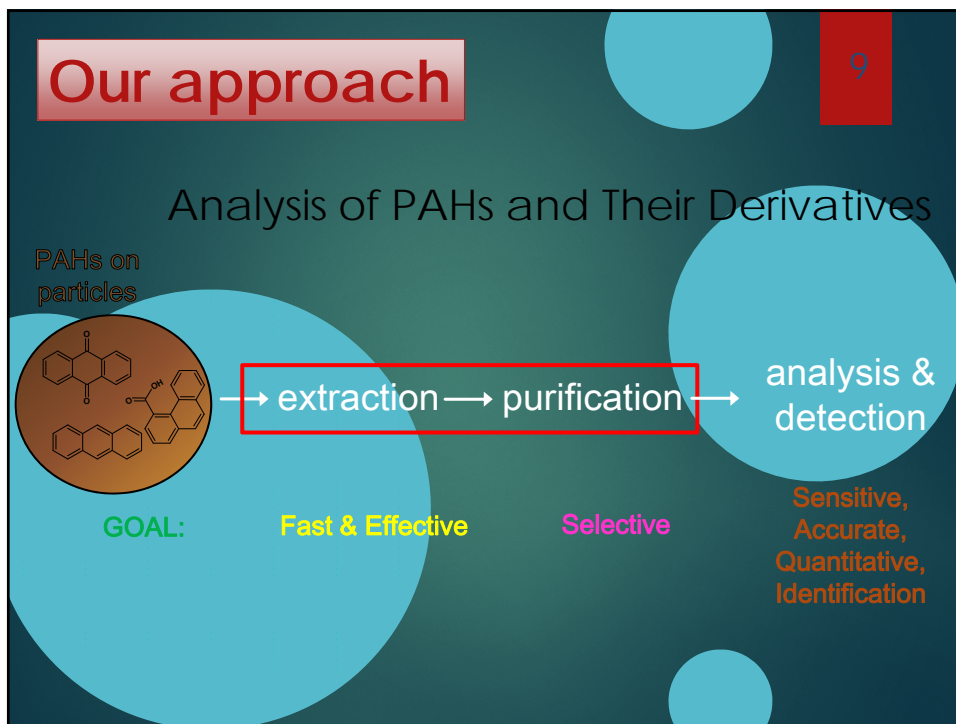 Our approach
9
Analysis of PAHs and Their Derivatives
PAHs on
particles
O
O
O
OH
extraction
purification
analysis &
detection
GOAL:
Fast & Effective
Selective
Sensitive,
Accurate,
Quantitative,
Identification